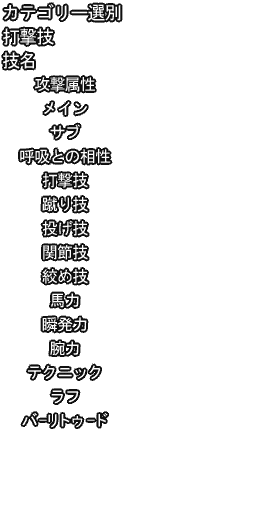 カテゴリー選別
打撃技
技名
攻撃属性
メイン
サブ
呼吸との相性
打撃技
蹴り技
投げ技
関節技
絞め技
馬力
瞬発力
腕力
テクニック
ラフ
バーリトゥード